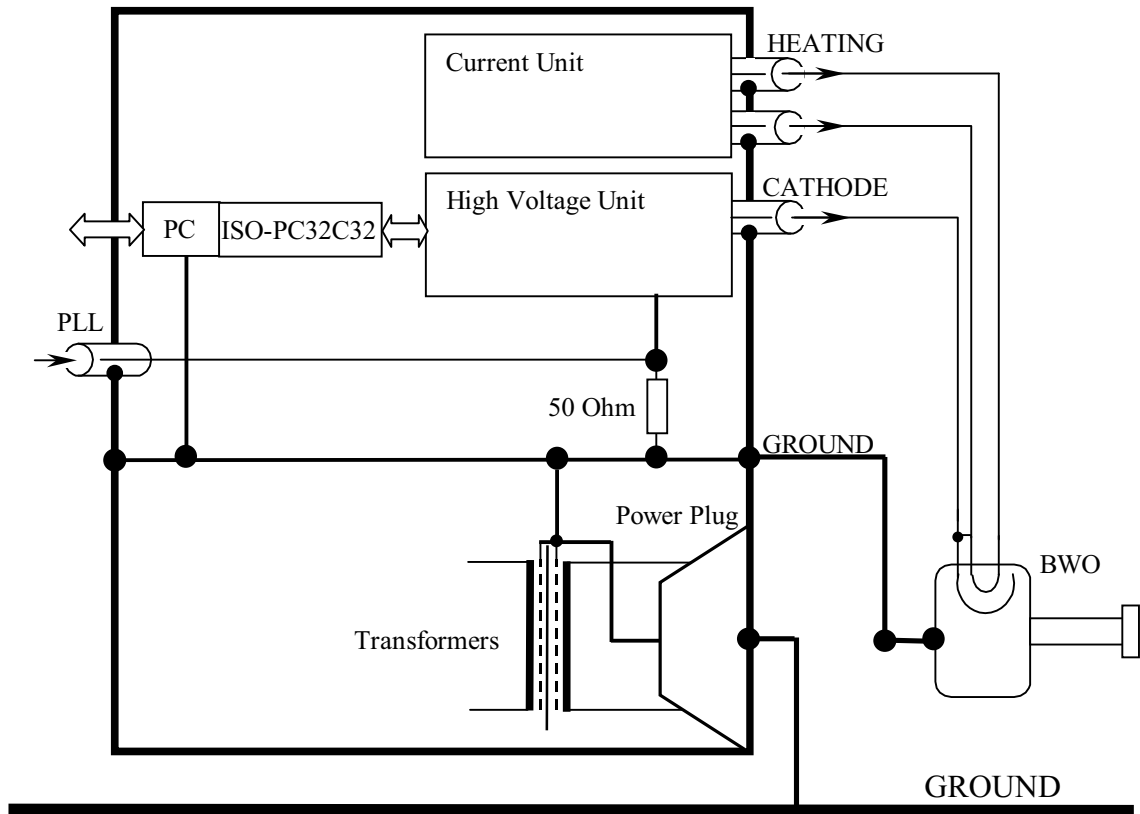 HEATING
Current Unit
CATHODE
High Voltage Unit
PC
ISO-PC32C32
PLL
50 Ohm
GROUND
Power Plug
BWO
Transformers
GROUND